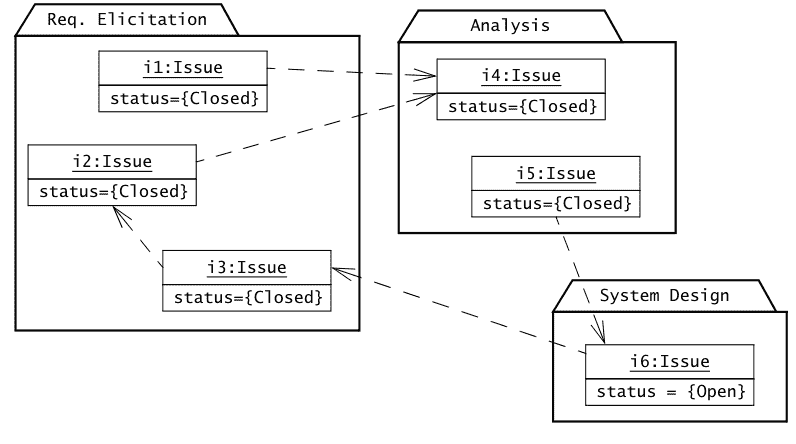 Req. Elicitation
i1:Issue
status={Closed}
i2:Issue
status={Closed}
i3:Issue
status={Closed}
Analysis
i4:Issue
status={Closed}
i5:Issue
status={Closed}
System Design
i6:Issue
status = {Open}